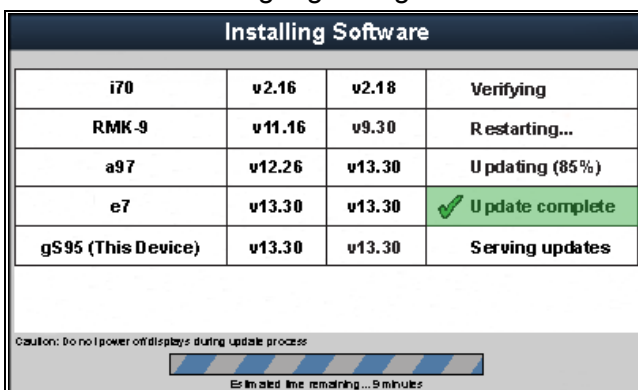 Installing Software
i70 v2.16 v2.18 Verifying
RMK-9 v11.16 v9.30 Restarting...
a97 v12.26 v13.30 Updating (85%)
e7 v13.30 v13.30 Update complete
gS95 (This Device) v13.30 v13.30 Serving updates
Caution: Do not power off displays during update process
Estimated time remaining... 9 minutes